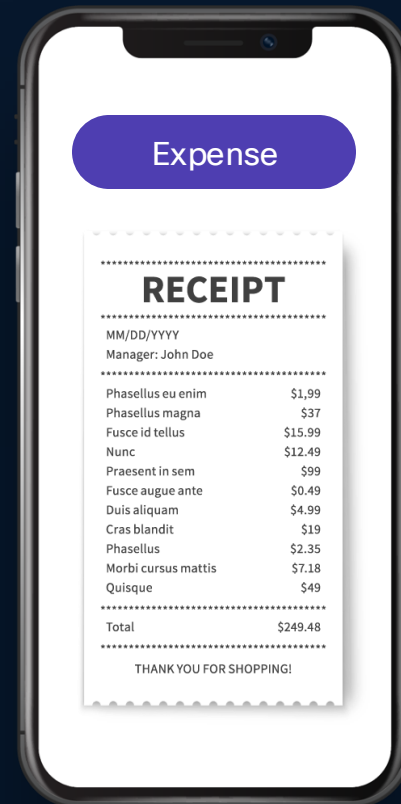 Expense
RECEIPT
MM/DD/YYYY
Manager: John Doe
Phasellus eu enim $1,99
Phasellus magna $37
Fusce id tellus $15.99
Nunc $12.49
Praesent in sem $99
Fusce augue ante $0.49
Duis aliquam $4.99
Cras blandit $19
Phasellus $2.35
Morbi cursus mattis $7.18
Quisque $49
Total $249.48
THANK YOU FOR SHOPPING!